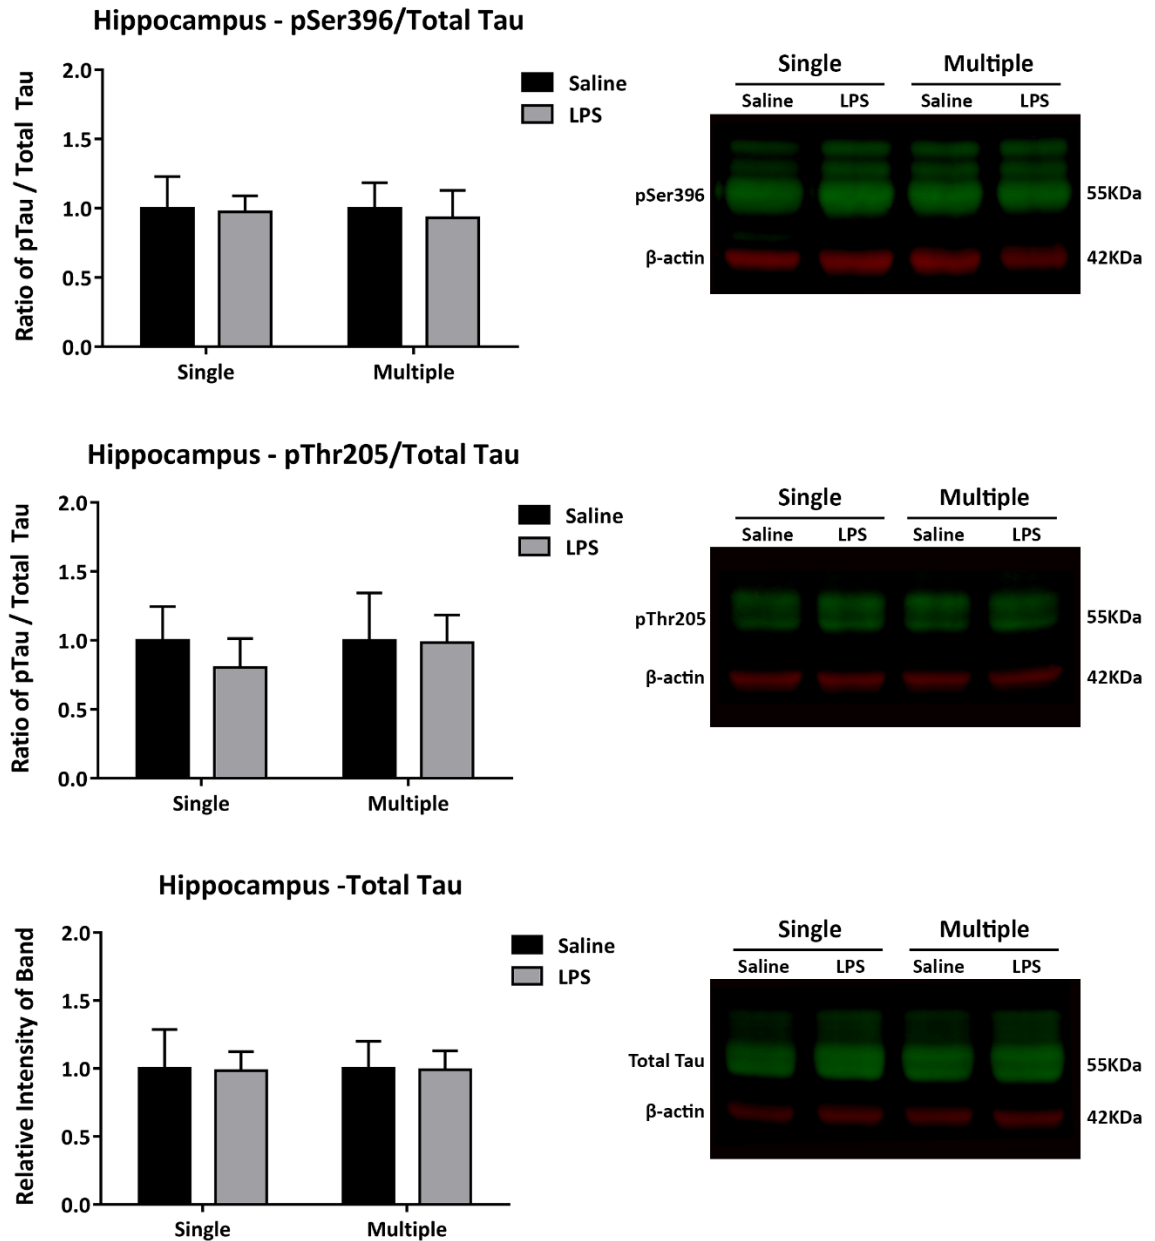 Hippocampus - pSer396/Total Tau
Ratio of pTau / Total Tau
2.0
1.5
1.0
0.5
0.0
Single
Multiple
Saline
LPS
Single
Multiple
Saline
LPS
Saline
LPS
pSer396
55KDa
β-actin
42KDa
Hippocampus - pThr205/Total Tau
Ratio of pTau / Total Tau
2.0
1.5
1.0
0.5
0.0
Single
Multiple
Saline
LPS
Single
Multiple
Saline
LPS
Saline
LPS
pThr205
55KDa
β-actin
42KDa
Hippocampus -Total Tau
Relative Intensity of Band
2.0
1.5
1.0
0.5
0.0
Single
Multiple
Saline
LPS
Single
Multiple
Saline
LPS
Saline
LPS
Total Tau
55KDa
β-actin
42KDa